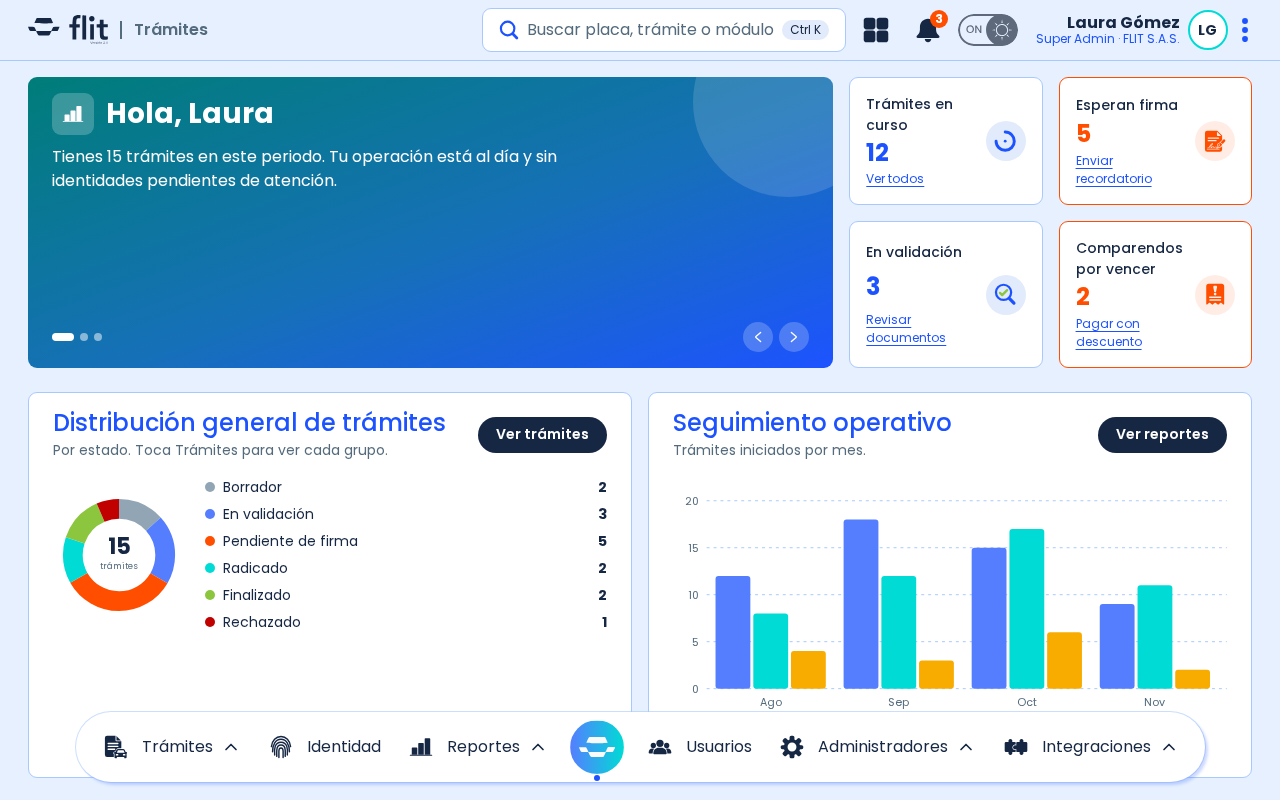 flit
Trámites
Buscar placa, trámite o módulo
Ctrl K
3
ON
Laura Gómez
Super Admin · FLIT S.A.S.
LG
Hola, Laura
Tienes 15 trámites en este periodo. Tu operación está al día y sin
identidades pendientes de atención.
Trámites en
curso
12
Ver todos
Esperan firma
5
Enviar
recordatorio
En validación
3
Revisar
documentos
Comparendos
por vencer
2
Pagar con
descuento
Distribución general de trámites
Por estado. Toca Trámites para ver cada grupo.
Ver trámites
15
trámites
Borrador 2
En validación 3
Pendiente de firma 5
Radicado 2
Finalizado 2
Rechazado 1
Seguimiento operativo
Trámites iniciados por mes.
Ver reportes
20
15
10
5
0
Ago Sep Oct Nov
Trámites
Identidad
Reportes
Usuarios
Administradores
Integraciones